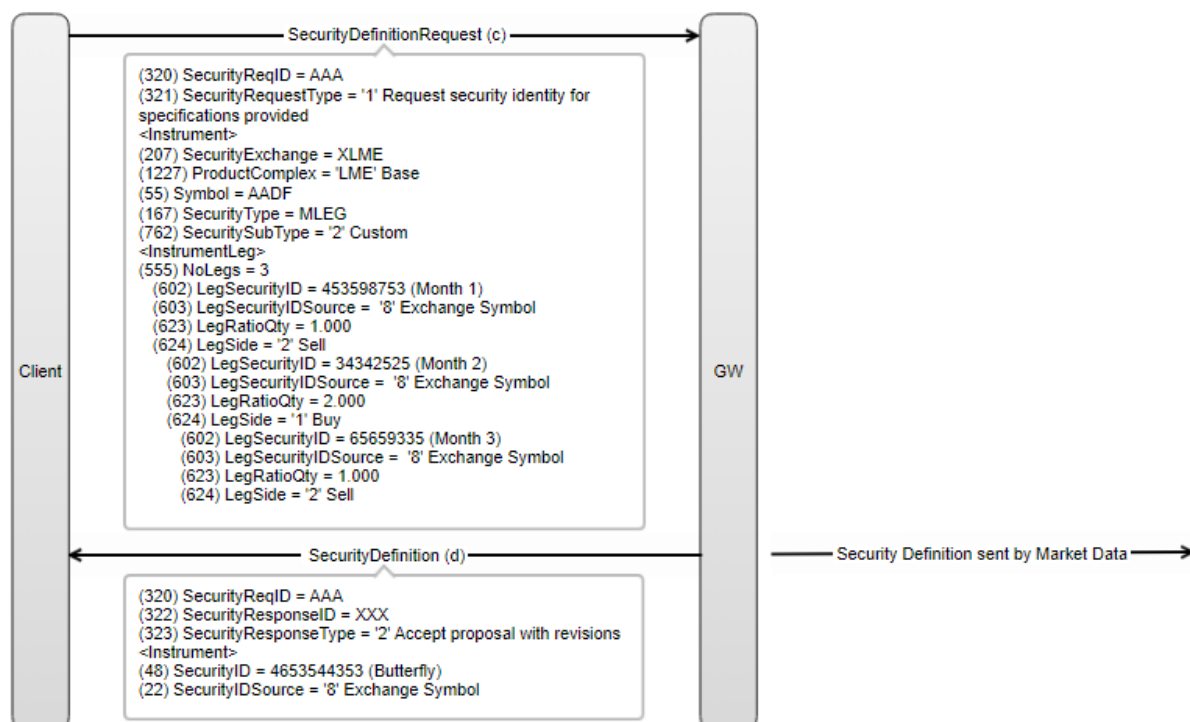 SecurityDefinitionRequest (c)
(320) SecurityReqID = AAA
(321) SecurityRequestType = '1' Request security identity for
specifications provided
<Instrument>
(207) SecurityExchange = XLME
(1227) ProductComplex = 'LME' Base
(55) Symbol = AADF
(167) SecurityType = MLEG
(762) SecuritySubType = '2' Custom
<InstrumentLeg>
(555) NoLegs = 3
(602) LegSecurityID = 453598753 (Month 1)
(603) LegSecurityIDSource = '8' Exchange Symbol
(623) LegRatioQty = 1.000
(624) LegSide = '2' Sell
(602) LegSecurityID = 34342525 (Month 2)
(603) LegSecurityIDSource = '8' Exchange Symbol
(623) LegRatioQty = 2.000
(624) LegSide = '1' Buy
(602) LegSecurityID = 65659335 (Month 3)
(603) LegSecurityIDSource = '8' Exchange Symbol
(623) LegRatioQty = 1.000
(624) LegSide = '2' Sell
Client
GW
SecurityDefinition (d)
Security Definition sent by Market Data
(320) SecurityReqID = AAA
(322) SecurityResponseID = XXX
(323) SecurityResponseType = '2' Accept proposal with revisions
<Instrument>
(48) SecurityID = 4653544353 (Butterfly)
(22) SecurityIDSource = '8' Exchange Symbol